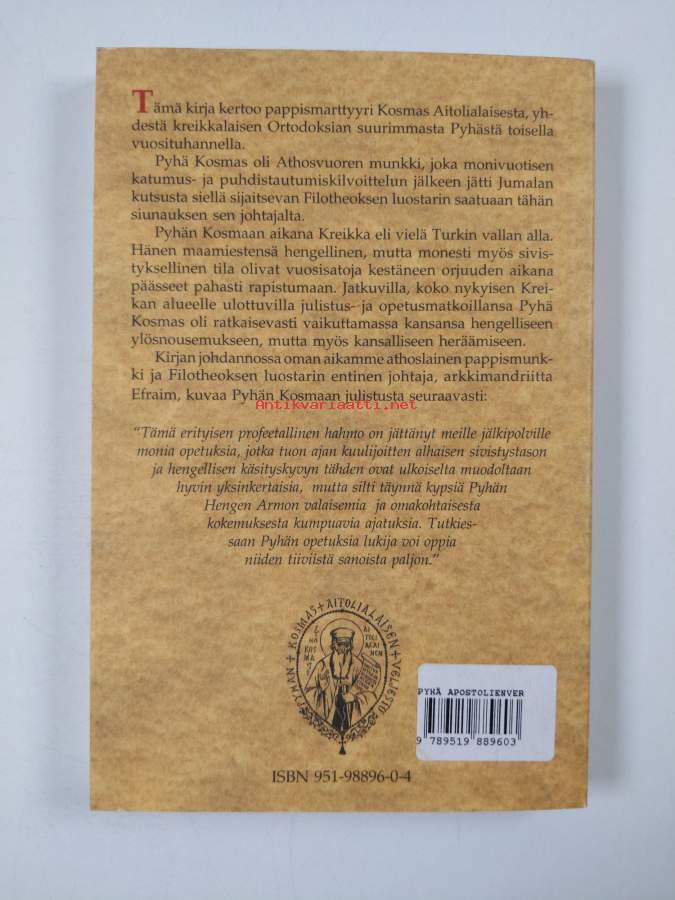 Tämä kirja kertoo pappismarttyyri Kosmas Aitolialaisesta, yh-
destä kreikkalaisen Ortodoksian suurimmasta Pyhästä toisella
vuosituhannella.
Pyhä Kosmas oli Athosvuoren munkki, joka monivuotisen
katumus- ja puhdistautumiskilvoittelun jälkeen jätti Jumalan
kutsusta siellä sijaitsevan Filotheoksen luostarin saatuaan tähän
siunauksen sen johtajalta.
Pyhän Kosmaan aikana Kreikka eli vielä Turkin vallan alla.
Hänen maamiestensä hengellinen, mutta monesti myös sivis-
tyksellinen tila olivat vuosisatoja kestäneen orjuuden aikana
päässeet pahasti rapistumaan. Jatkuvilla, koko nykyisen Krei-
kan alueelle ulottuvilla julistus- ja opetusmatkoillansa Pyhä
Kosmas oli ratkaisevasti vaikuttamassa kansansa hengelliseen
ylösnousemukseen, mutta myös kansalliseen heräämiseen.
Kirjan johdannossa oman aikamme athoslainen pappismunk-
ki ja Filotheoksen luostarin entinen johtaja, arkkimandriitta
Efraim, kuvaa Pyhän Kosmaan julistusta seuraavasti:
Antikvariaatti.net
"Tämä erityisen profeetallinen hahmo on jättänyt meille jälkipolville
monia opetuksia, jotka tuon ajan kuulijoitten alhaisen sivistystason
ja hengellisen käsityskyvyn tähden ovat ulkoiselta muodoltaan
hyvin yksinkertaisia, mutta silti täynnä kypsiä Pyhän
Hengen Armon valaisemia ja omakohtaisesta
kokemuksesta kumpuavia ajatuksia. Tutkies-
saan Pyhän opetuksia lukija voi oppia
niiden tiiviistä sanoista paljon."
PYHÄN + KOSMAS + AITOLIALAISEN + VELJESTÖ
PYHÄ APOSTOLIENVER
9 789519 889603
ISBN 951-98896-0-4